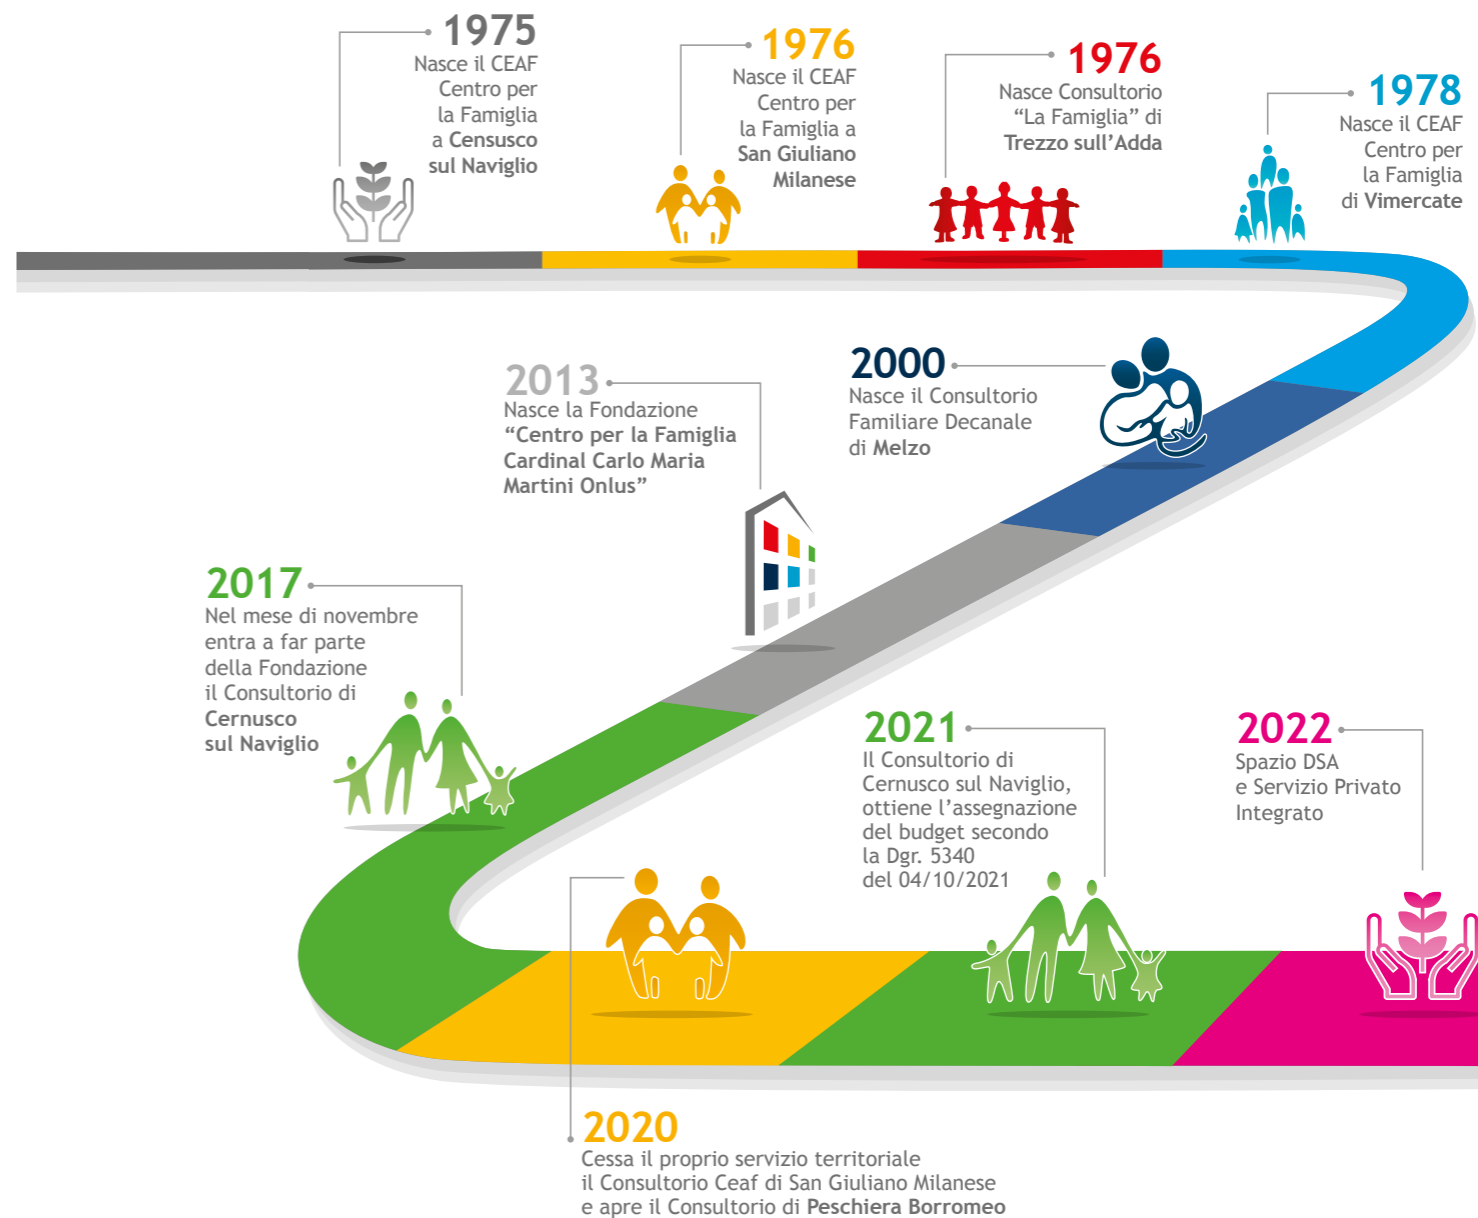 1975
Nasce il CEAF
Centro per
la Famiglia
a Censusco
sul Naviglio
1976
Nasce il CEAF
Centro per
la Famiglia a
San Giuliano
Milanese
1976
Nasce Consultorio
“La Famiglia” di
Trezzo sull’Adda
1978
Nasce il CEAF
Centro per
la Famiglia
di Vimercate
2000
Nasce il Consultorio
Familiare Decanale
di Melzo
2013
Nasce la Fondazione
“Centro per la Famiglia
Cardinal Carlo Maria
Martini Onlus”
2017
Nel mese di novembre
entra a far parte
della Fondazione
il Consultorio di
Cernusco
sul Naviglio
2020
Cessa il proprio servizio territoriale
il Consultorio Ceaf di San Giuliano Milanese
e apre il Consultorio di Peschiera Borromeo
2021
Il Consultorio di
Cernusco sul Naviglio,
ottiene l’assegnazione
del budget secondo
la Dgr. 5340
del 04/10/2021
2022
Spazio DSA
e Servizio Privato
Integrato